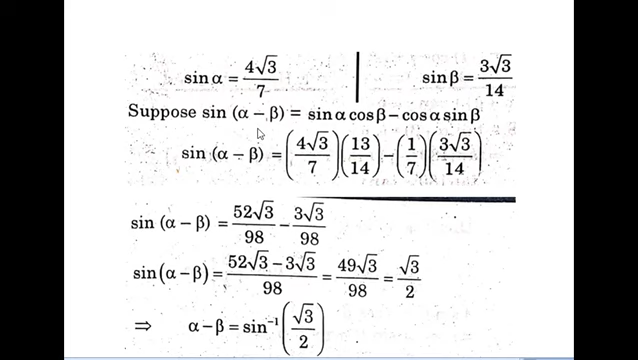 sin α = 4√3/7
sin β = 3√3/14
Suppose sin (α − β) = sin α cos β − cos α sin β
sin (α − β) = (4√3/7)(13/14) − (1/7)(3√3/14)
sin (α − β) = 52√3/98 − 3√3/98
sin(α − β) = (52√3 − 3√3)/98 = 49√3/98 = √3/2
⇒ α − β = sin⁻¹(√3/2)